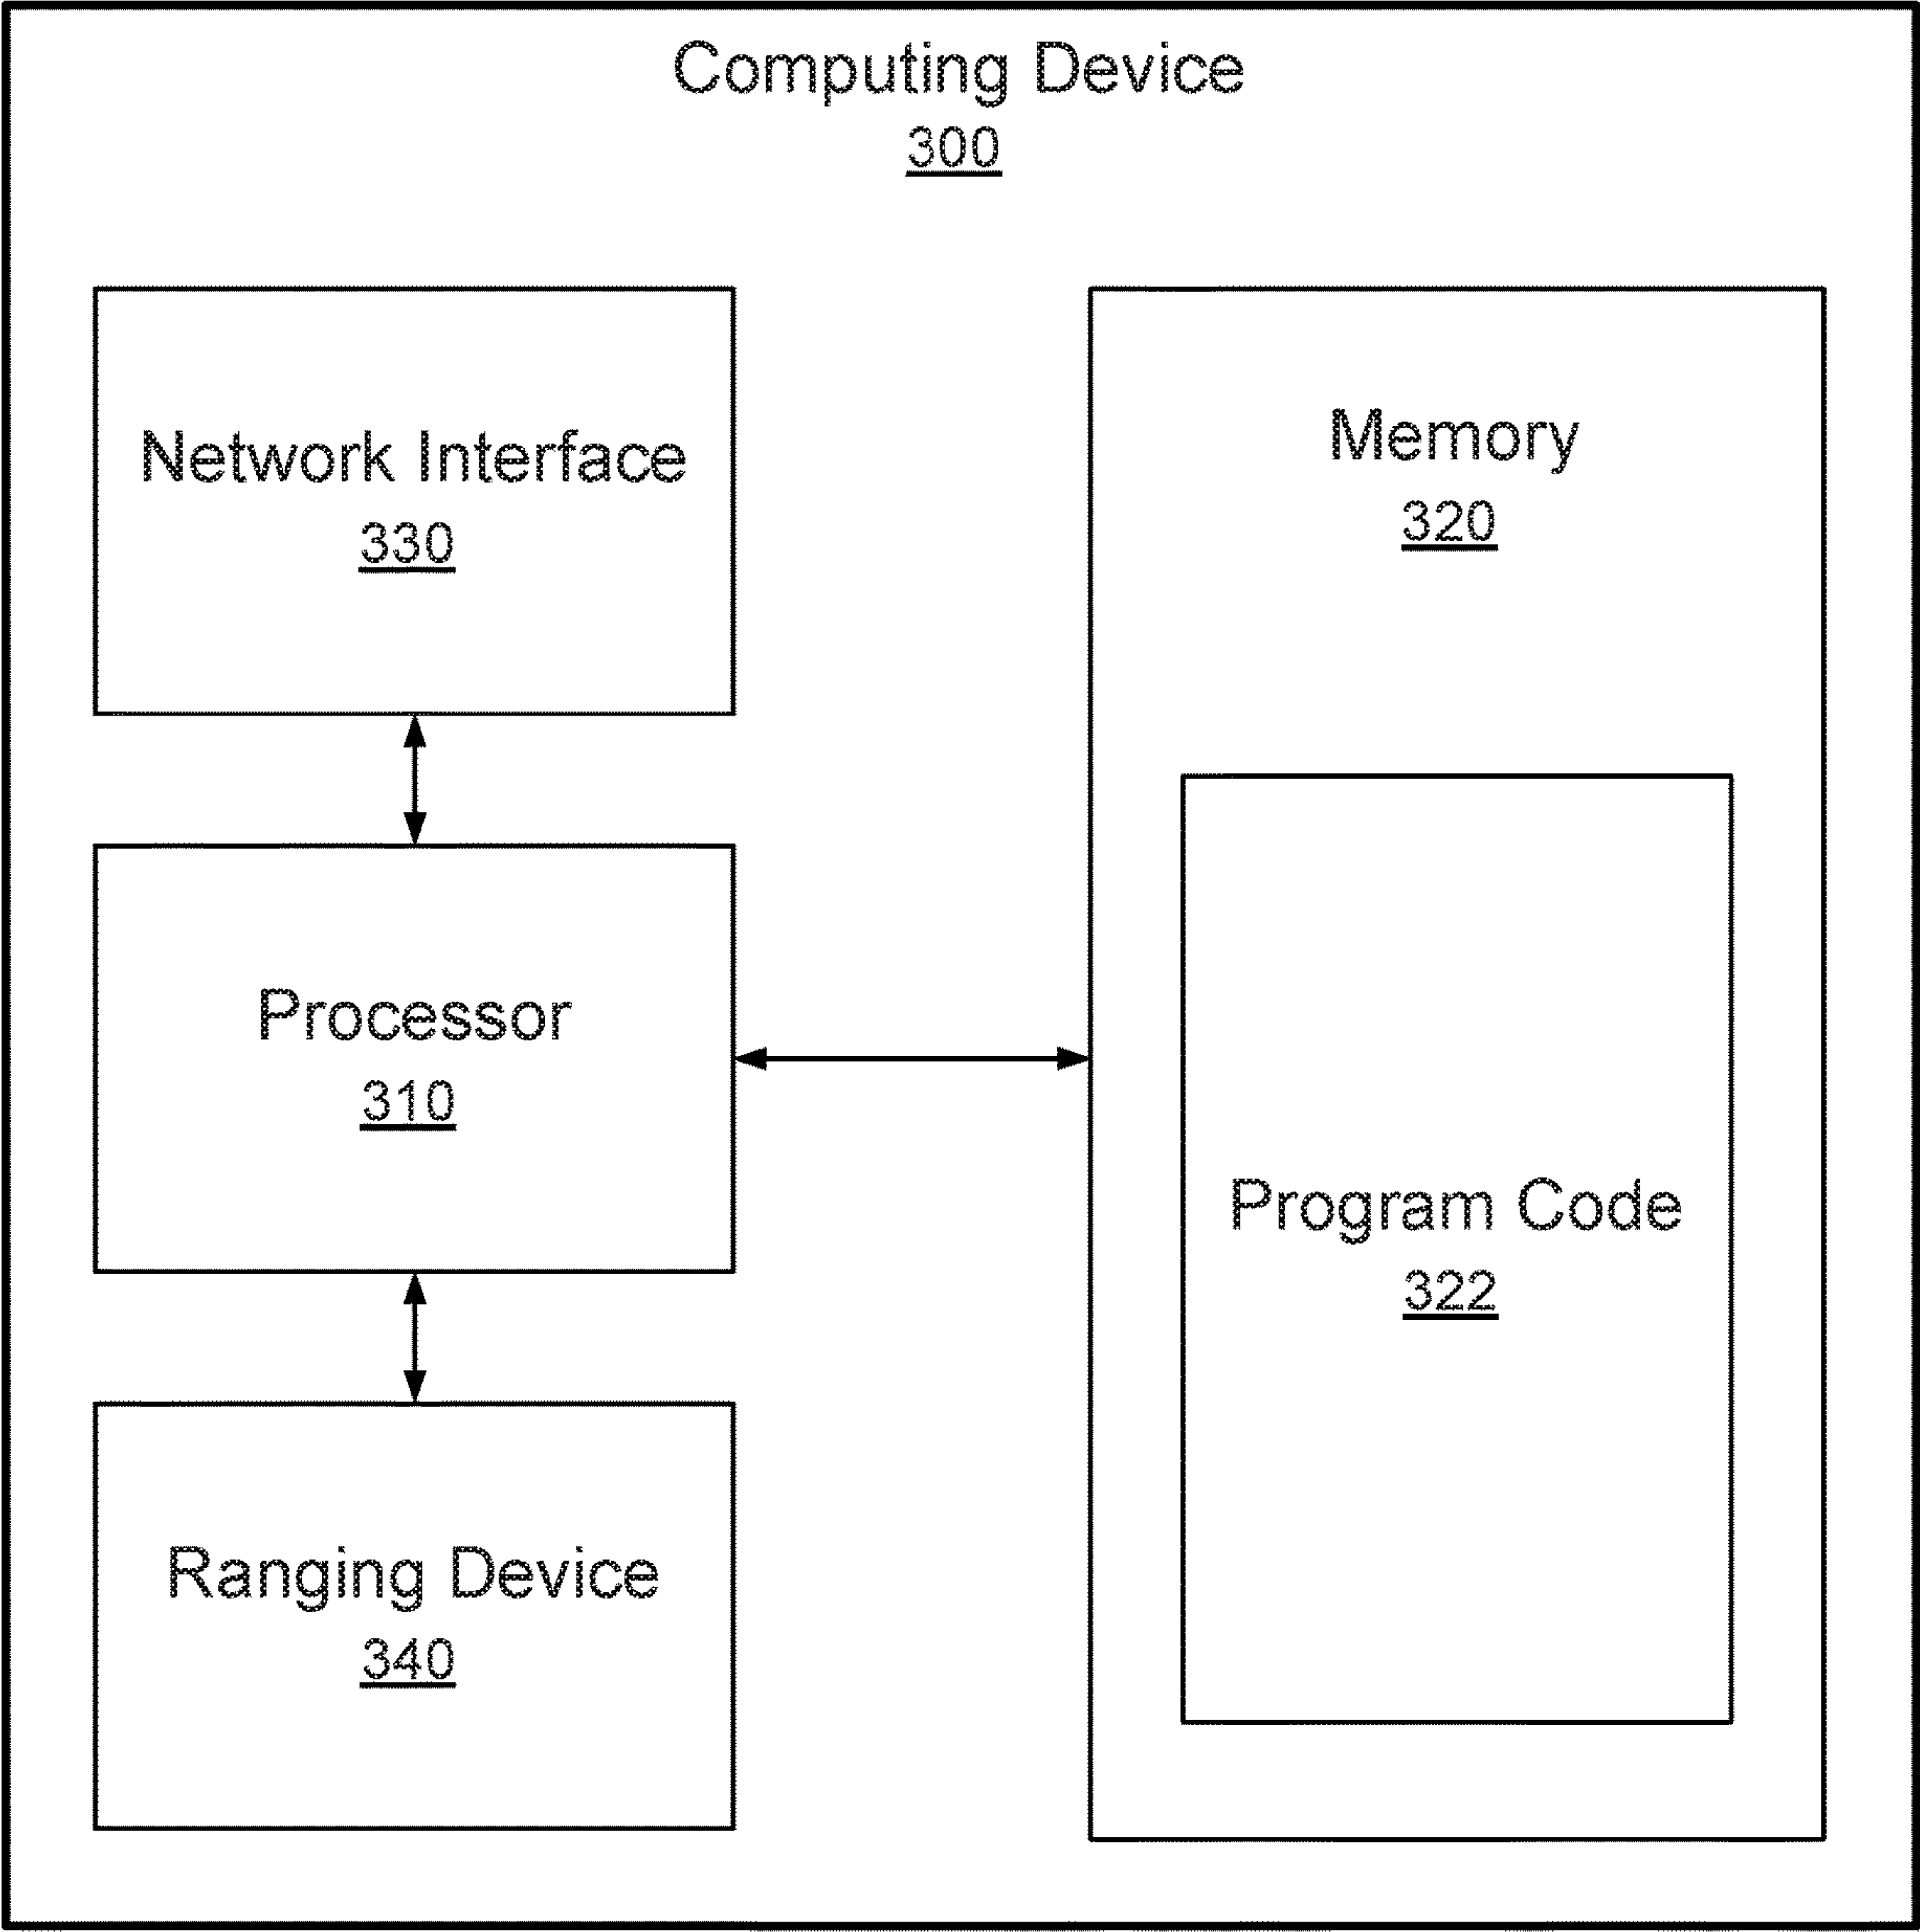 Computing Device
300
Network Interface
330
Processor
310
Ranging Device
340
Memory
320
Program Code
322